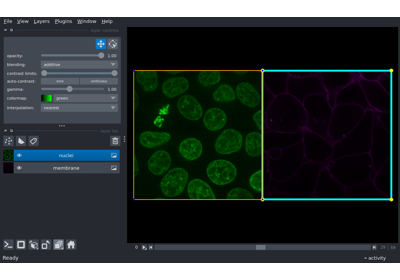 File View Layers Plugins Window Help
opacity: 1.00
blending: additive
contrast limits:
auto-contrast: once continuous
gamma: 1.00
colormap: green
interpolation: nearest
nuclei
membrane
0
Ready
activity